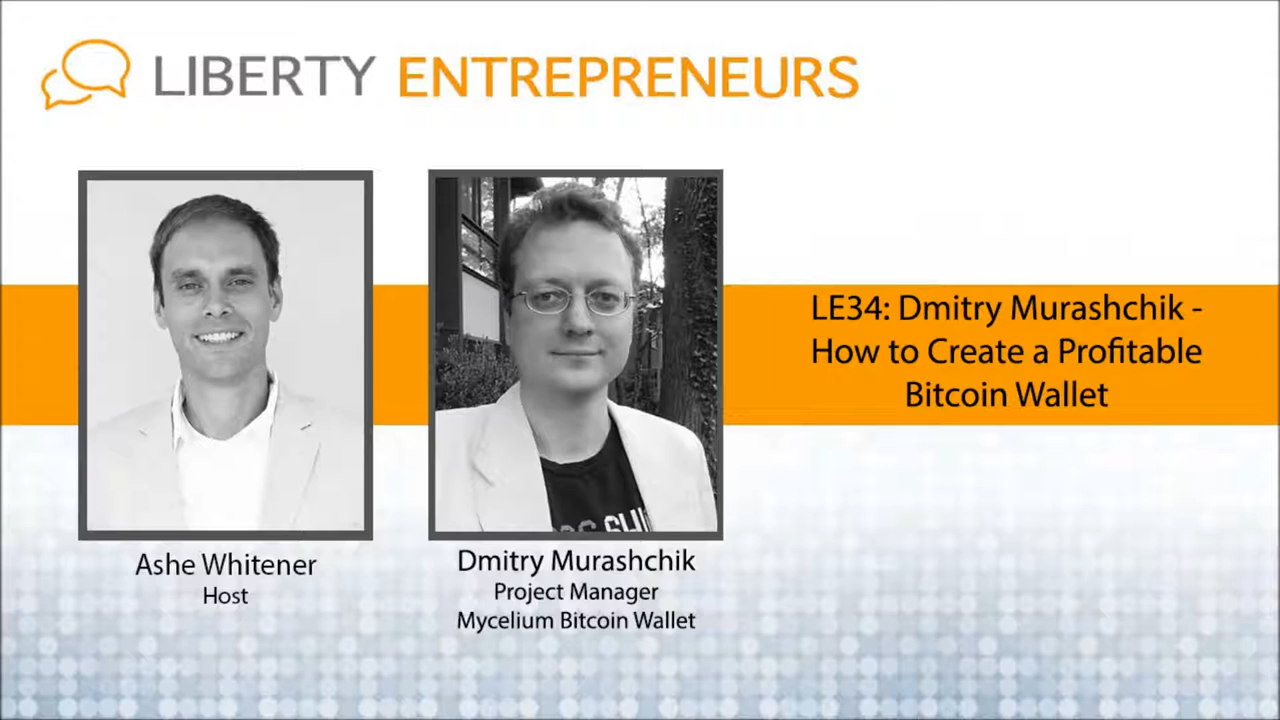 LIBERTY ENTREPRENEURS
LE34: Dmitry Murashchik -
How to Create a Profitable
Bitcoin Wallet
Ashe Whitener
Host
Dmitry Murashchik
Project Manager
Mycelium Bitcoin Wallet